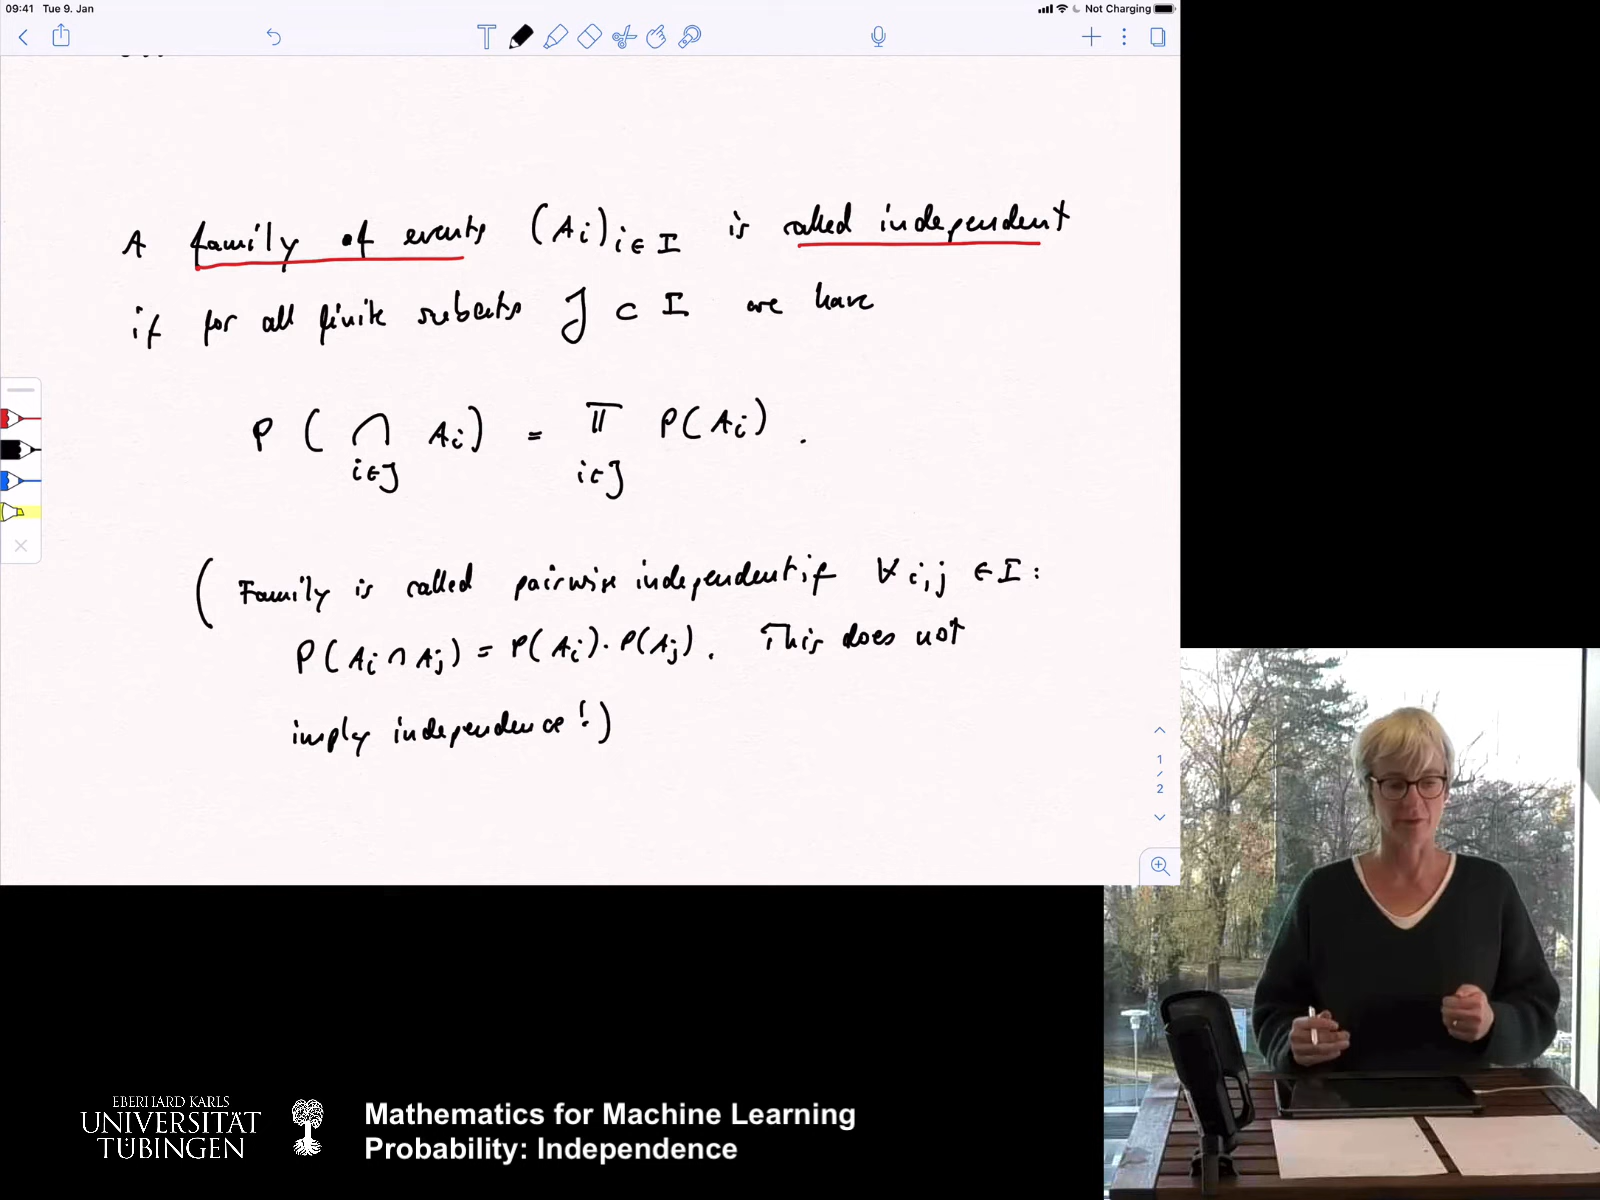 09:41 Tue 9. Jan
Not Charging
A family of events (Ai)i∈I is called independent
if for all finite subsets J ⊂ I we have
P ( ∩ Ai ) = π P(Ai) .
i∈J i∈J
( Family is called pairwise independent if ∀ i,j ∈ I :
P(Ai ∩ Aj) = P(Ai) · P(Aj) . This does not
imply independence ! )
1
/
2
EBERHARD KARLS
UNIVERSITÄT
TÜBINGEN
Mathematics for Machine Learning
Probability: Independence